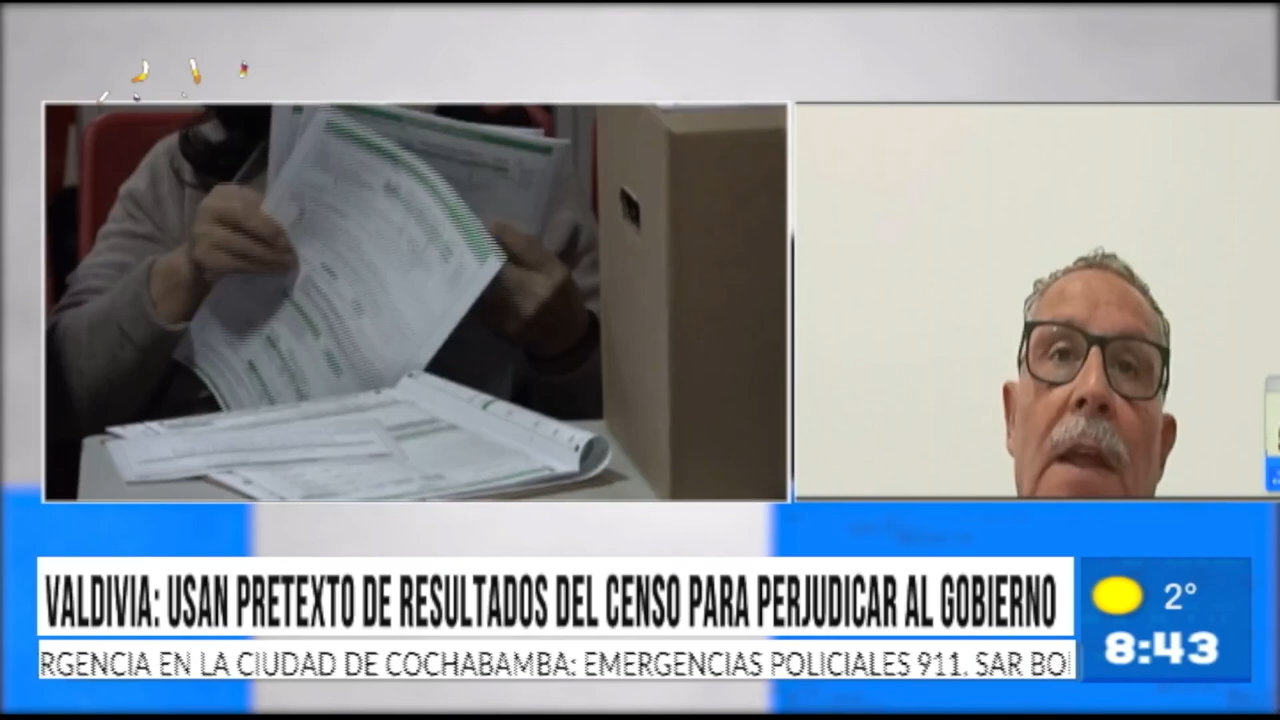 VALDIVIA: USAN PRETEXTO DE RESULTADOS DEL CENSO PARA PERJUDICAR AL GOBIERNO
2°
8:43
RGENCIA EN LA CIUDAD DE COCHABAMBA: EMERGENCIAS POLICIALES 911. SAR BO